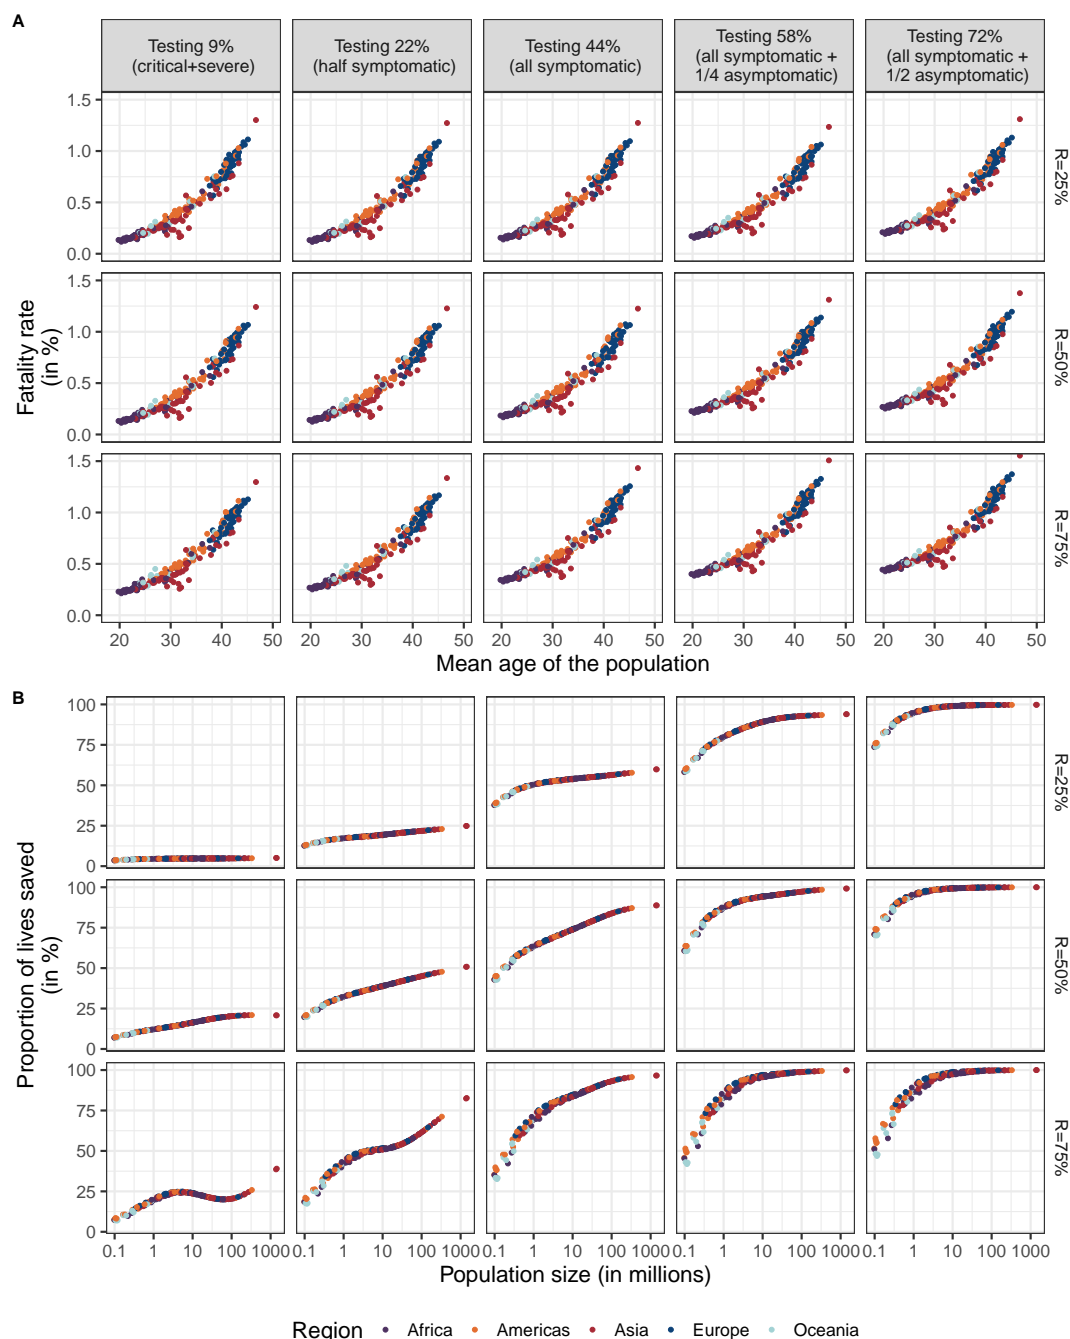 A
Testing 9%
(critical+severe)
Testing 22%
(half symptomatic)
Testing 44%
(all symptomatic)
Testing 58%
(all symptomatic +
1/4 asymptomatic)
Testing 72%
(all symptomatic +
1/2 asymptomatic)
1.5
1.0
0.5
0.0
R=25%
1.5
1.0
0.5
0.0
R=50%
1.5
1.0
0.5
0.0
R=75%
Fatality rate
(in %)
20 30 40 50 20 30 40 50 20 30 40 50 20 30 40 50 20 30 40 50
Mean age of the population
B
100
75
50
25
0
R=25%
100
75
50
25
0
R=50%
100
75
50
25
0
R=75%
Proportion of lives saved
(in %)
0.1 1 10 100 1000 0.1 1 10 100 1000 0.1 1 10 100 1000 0.1 1 10 100 1000 0.1 1 10 100 1000
Population size (in millions)
Region Africa Americas Asia Europe Oceania